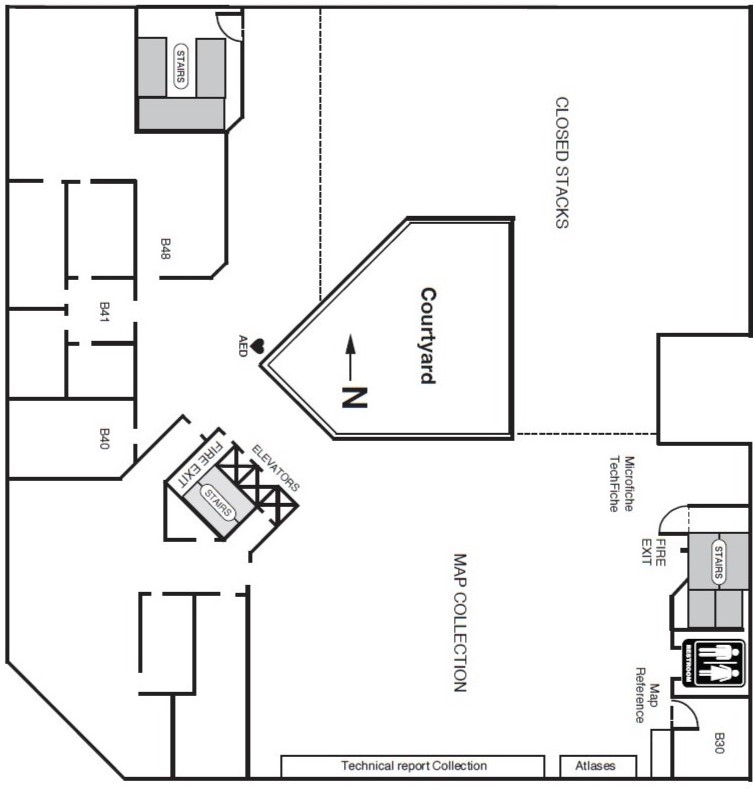 STAIRS
CLOSED STACKS
B48
Courtyard
B41
AED
N
B40
ELEVATORS
FIRE EXIT
STAIRS
Microfiche
TechFiche
FIRE
EXIT
STAIRS
MAP COLLECTION
RESTROOM
Map
Reference
B30
Technical report Collection
Atlases